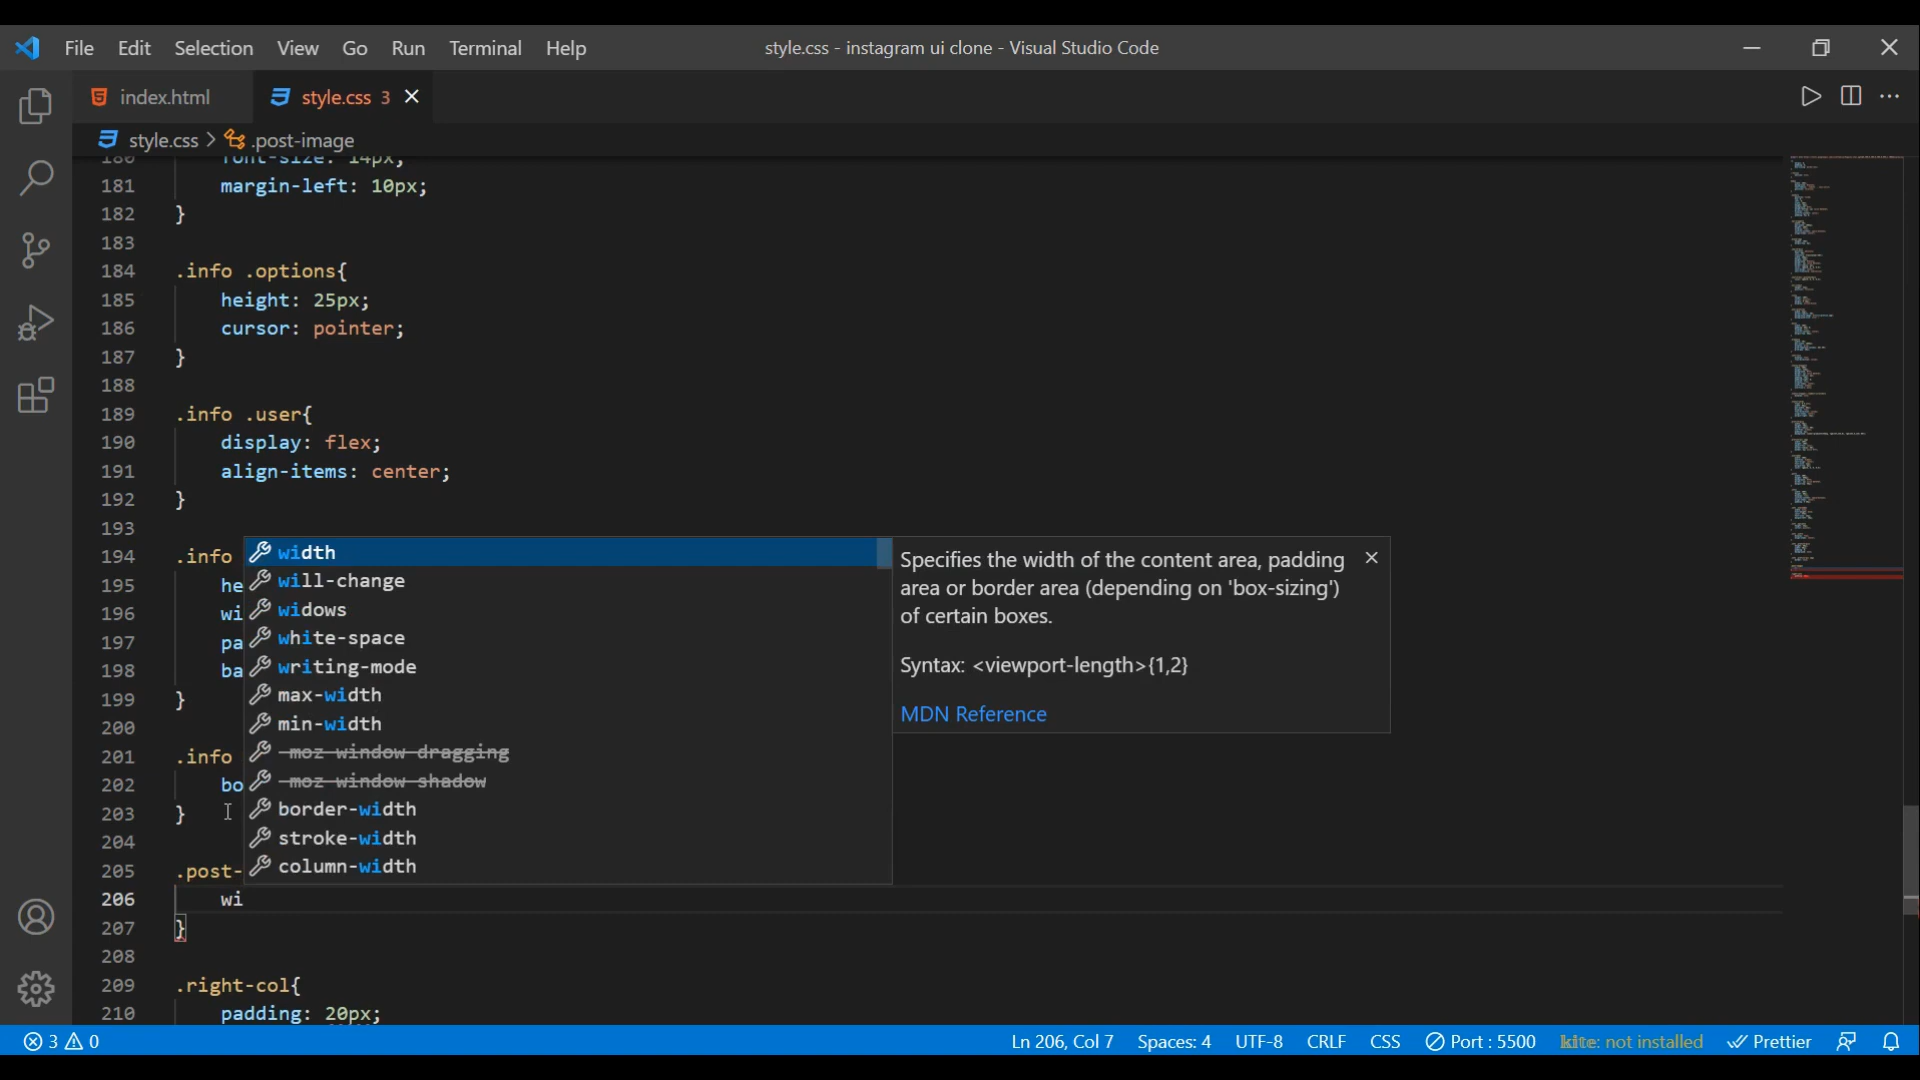 File Edit Selection View Go Run Terminal Help style.css - instagram ui clone - Visual Studio Code
index.html style.css 3
style.css > .post-image
180 font-size: 14px;
181 margin-left: 10px;
182 }
183
184 .info .options{
185 height: 25px;
186 cursor: pointer;
187 }
188
189 .info .user{
190 display: flex;
191 align-items: center;
192 }
193
194 .info
195 he
196 wi
197 pa
198 ba
199 }
200
201 .info
202 bo
203 }
204
205 .post-
206 wi
207 }
208
209 .right-col{
210 padding: 20px;
width
will-change
widows
white-space
writing-mode
max-width
min-width
-moz-window-dragging
-moz-window-shadow
border-width
stroke-width
column-width
Specifies the width of the content area, padding
area or border area (depending on 'box-sizing')
of certain boxes.
Syntax: <viewport-length>{1,2}
MDN Reference
3 0 Ln 206, Col 7 Spaces: 4 UTF-8 CRLF CSS Port : 5500 kite: not installed Prettier